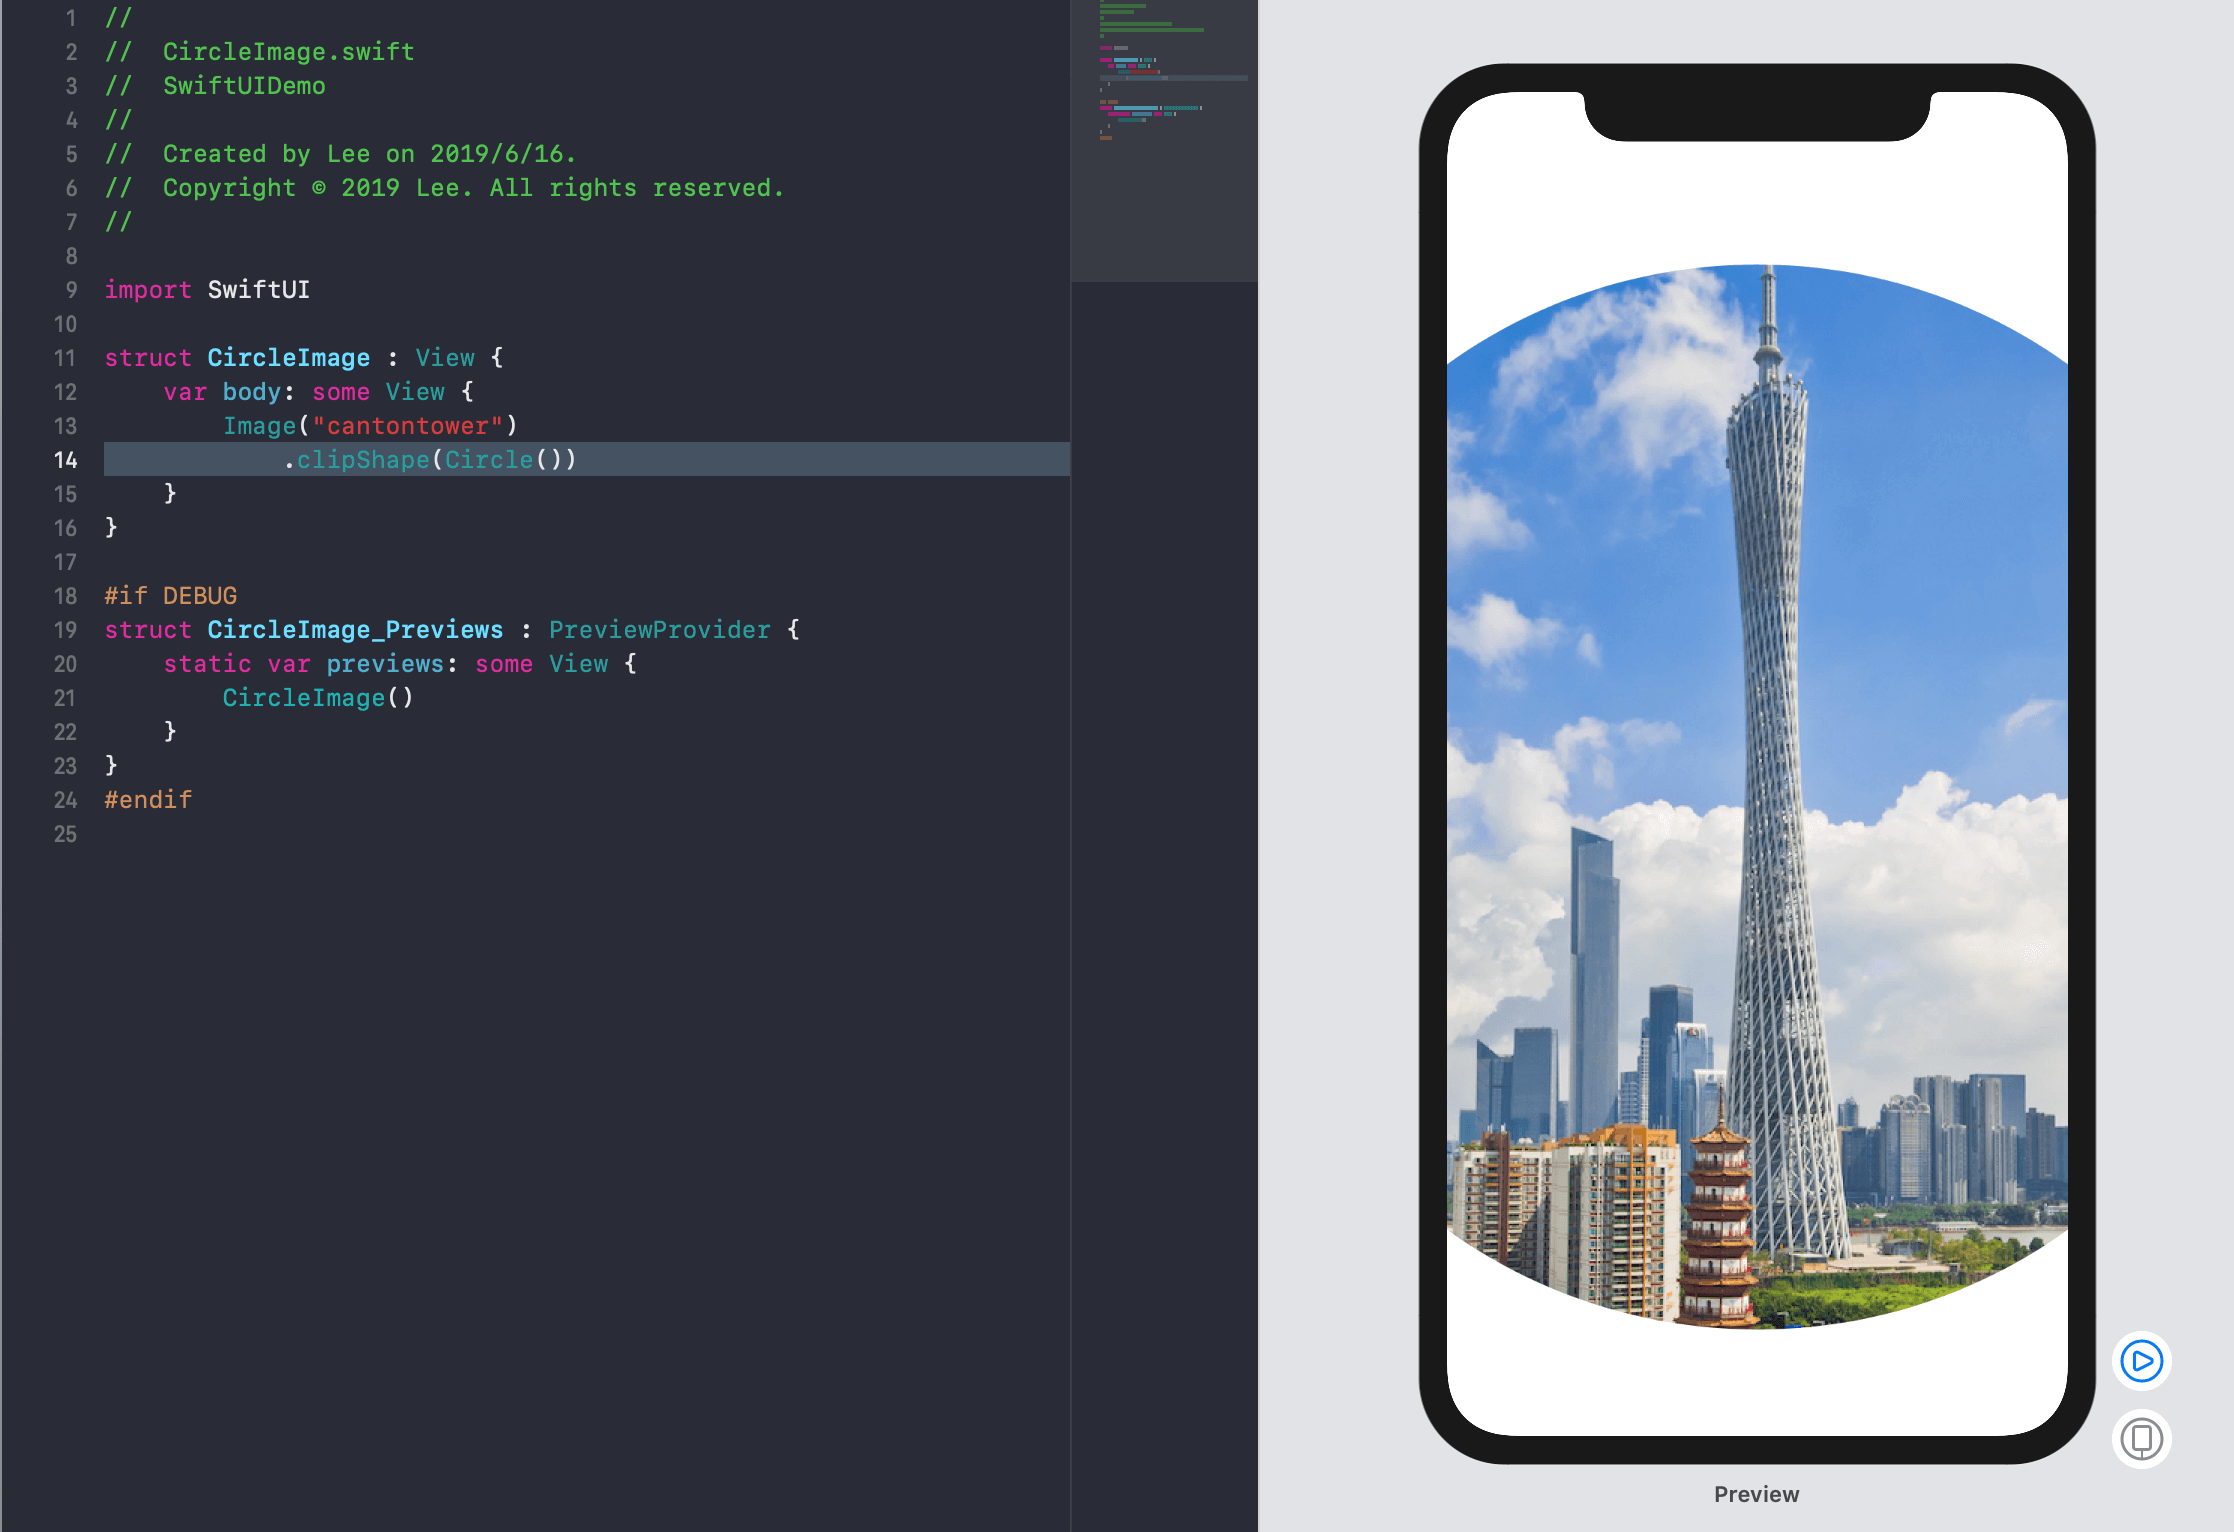 1 //
2 //  CircleImage.swift
3 //  SwiftUIDemo
4 //
5 //  Created by Lee on 2019/6/16.
6 //  Copyright © 2019 Lee. All rights reserved.
7 //
8
9 import SwiftUI
10
11 struct CircleImage : View {
12     var body: some View {
13         Image("cantontower")
14             .clipShape(Circle())
15     }
16 }
17
18 #if DEBUG
19 struct CircleImage_Previews : PreviewProvider {
20     static var previews: some View {
21         CircleImage()
22     }
23 }
24 #endif
25
Preview